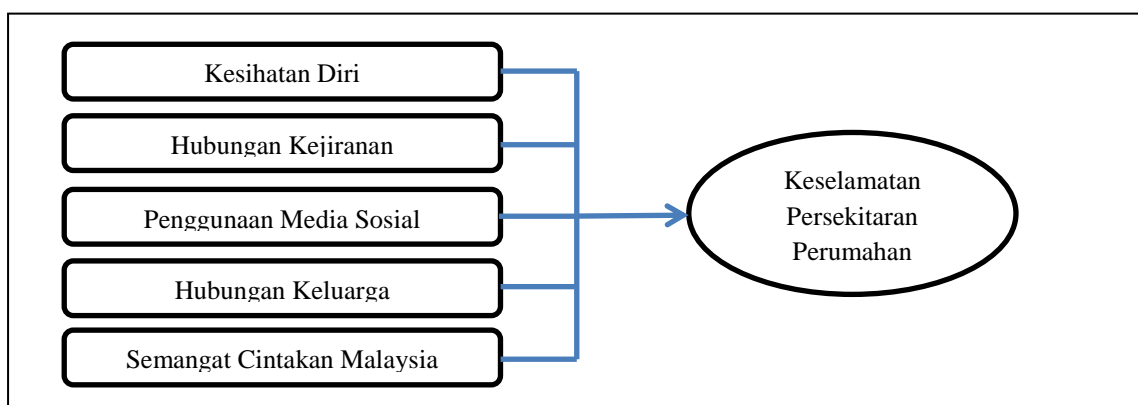 Kesihatan Diri
Hubungan Kejiranan
Penggunaan Media Sosial
Hubungan Keluarga
Semangat Cintakan Malaysia
Keselamatan
Persekitaran
Perumahan